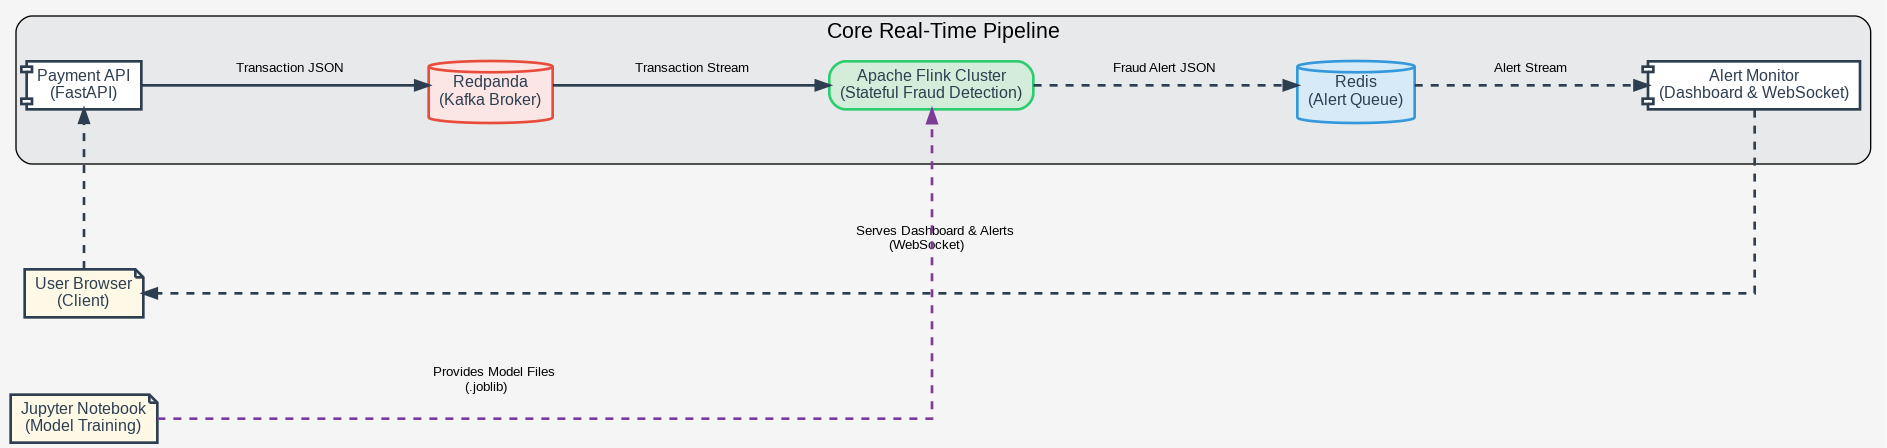 Core Real-Time Pipeline
Payment API
(FastAPI)
Transaction JSON
Redpanda
(Kafka Broker)
Transaction Stream
Apache Flink Cluster
(Stateful Fraud Detection)
Fraud Alert JSON
Redis
(Alert Queue)
Alert Stream
Alert Monitor
(Dashboard & WebSocket)
Serves Dashboard & Alerts
(WebSocket)
User Browser
(Client)
Provides Model Files
(.joblib)
Jupyter Notebook
(Model Training)